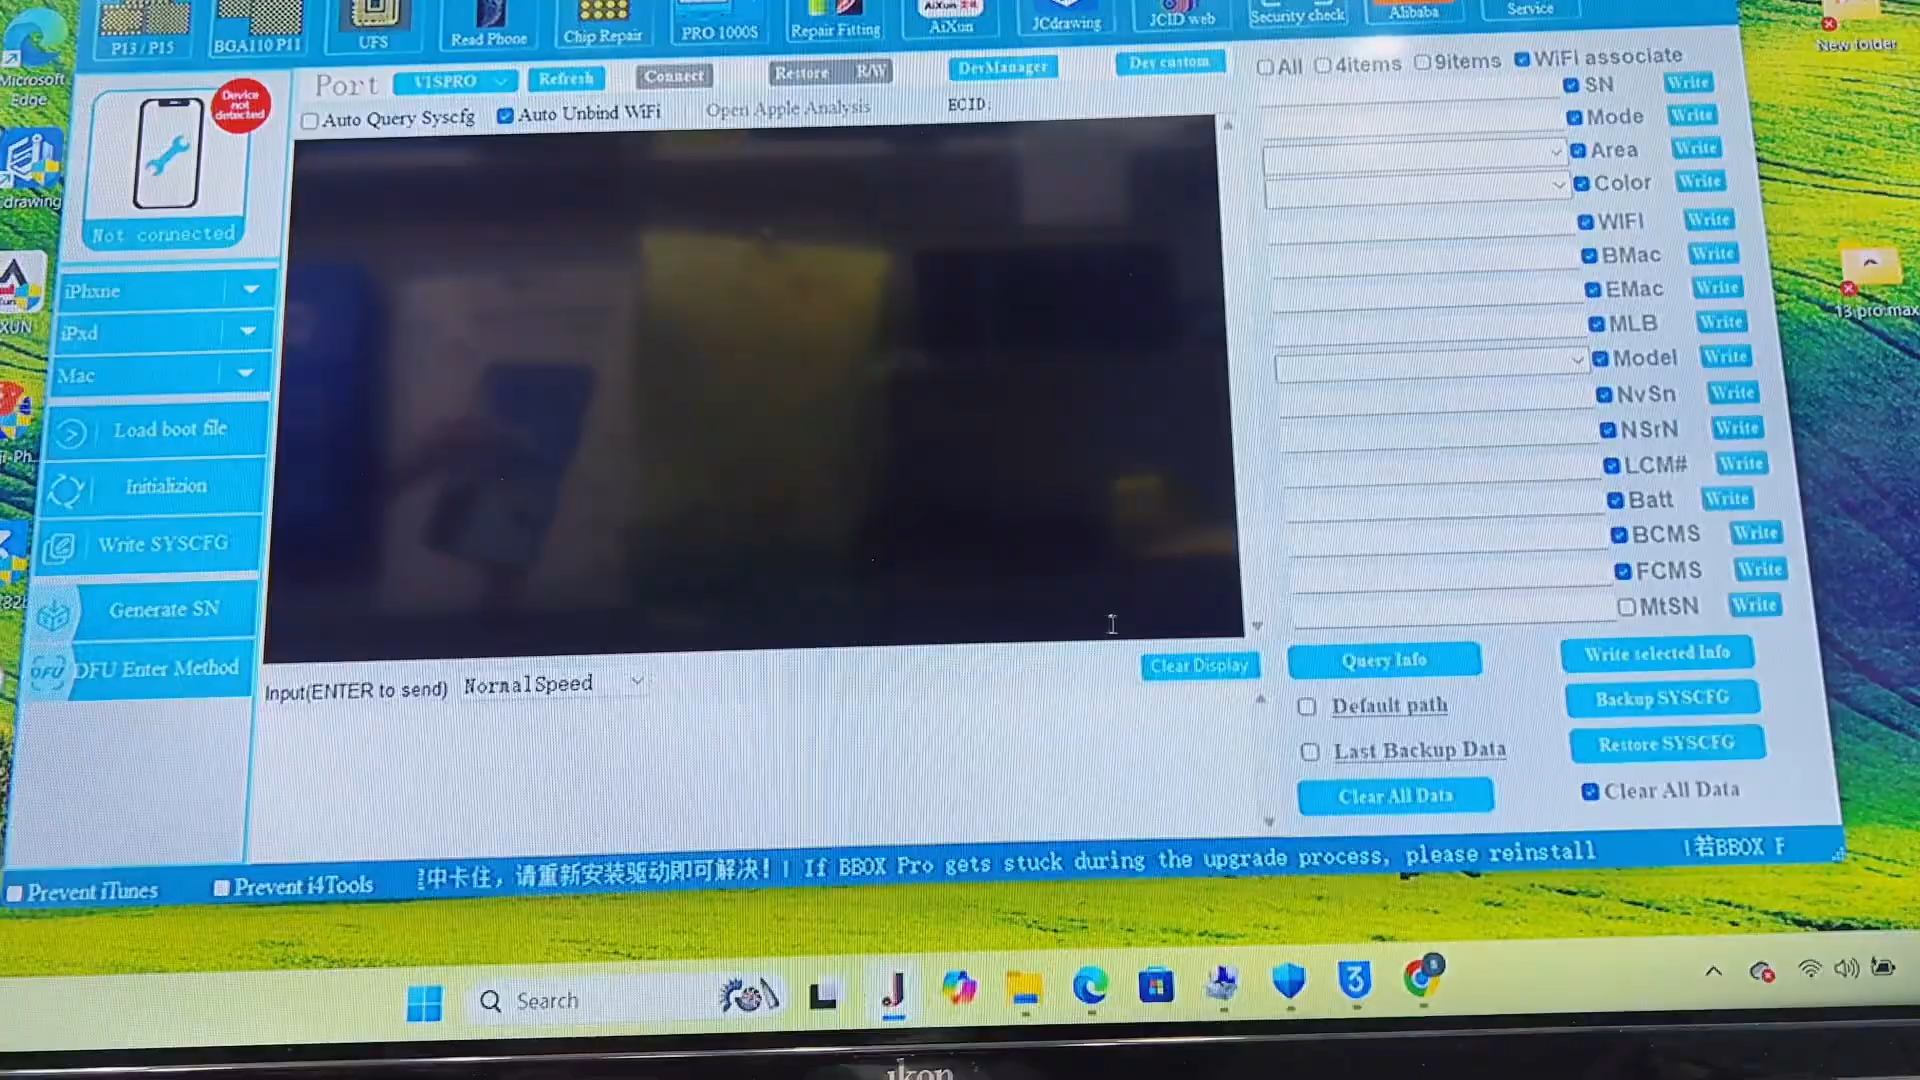 P13 / P15
BGA110 P11
UFS
Read Phone
Chip Repair
PRO 1000S
Repair Fitting
AiXun
JCdrawing
JCID web
Security check
Alibaba
Service
New folder
Microsoft
Edge
Device
not
detected
Port VISPRO Refresh Connect Restore R/W DevManager Dev custom
All 4items 9items WiFi associate
Auto Query Syscfg Auto Unbind WiFi Open Apple Analysis ECID:
SN Write
Mode Write
Area Write
Color Write
WIFI Write
BMac Write
EMac Write
MLB Write
Model Write
NvSn Write
NSrN Write
LCM# Write
Batt Write
BCMS Write
FCMS Write
MtSN Write
drawing
Not connected
XUN
13 pro max
iPhxne
iPxd
Mac
Load boot file
Initializion
Write SYSCFG
Generate SN
DFU DFU Enter Method
Input(ENTER to send) NormalSpeed
Clear Display
Query Info Write selected Info
Default path Backup SYSCFG
Last Backup Data Restore SYSCFG
Clear All Data Clear All Data
Prevent iTunes Prevent i4Tools 中卡住，请重新安装驱动即可解决！| If BBOX Pro gets stuck during the upgrade process, please reinstall |若BBOX P
Search
3
ikon